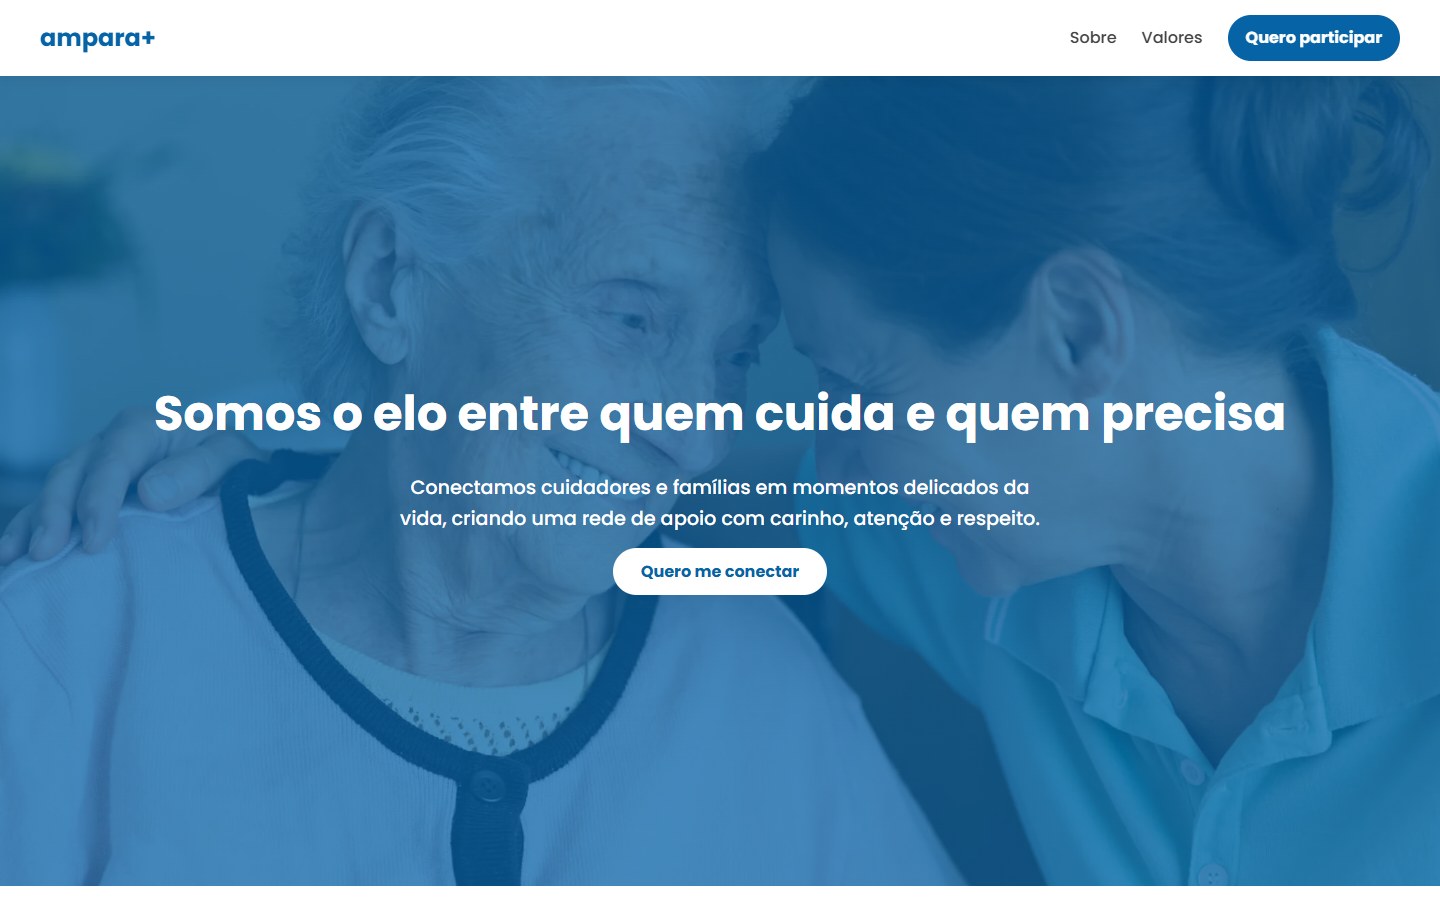 ampara+
Sobre
Valores
Quero participar
Somos o elo entre quem cuida e quem precisa
Conectamos cuidadores e famílias em momentos delicados da
vida, criando uma rede de apoio com carinho, atenção e respeito.
Quero me conectar